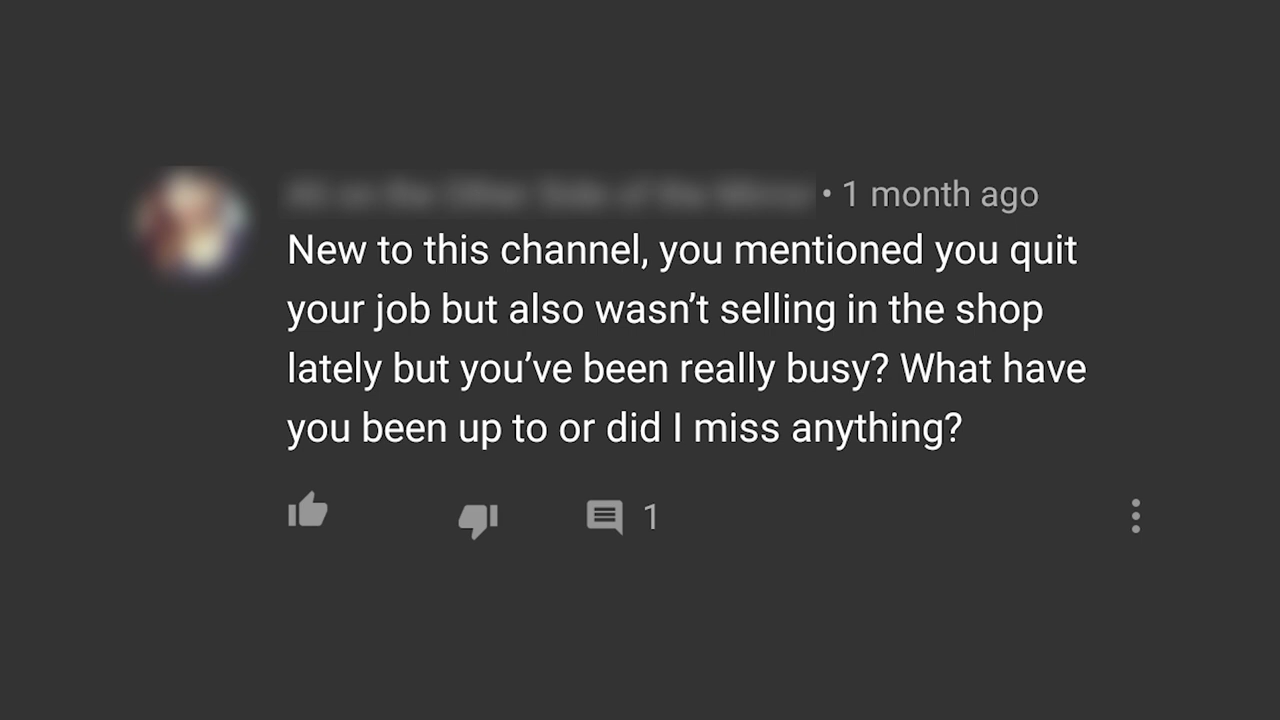 • 1 month ago
New to this channel, you mentioned you quit
your job but also wasn’t selling in the shop
lately but you’ve been really busy? What have
you been up to or did I miss anything?
1